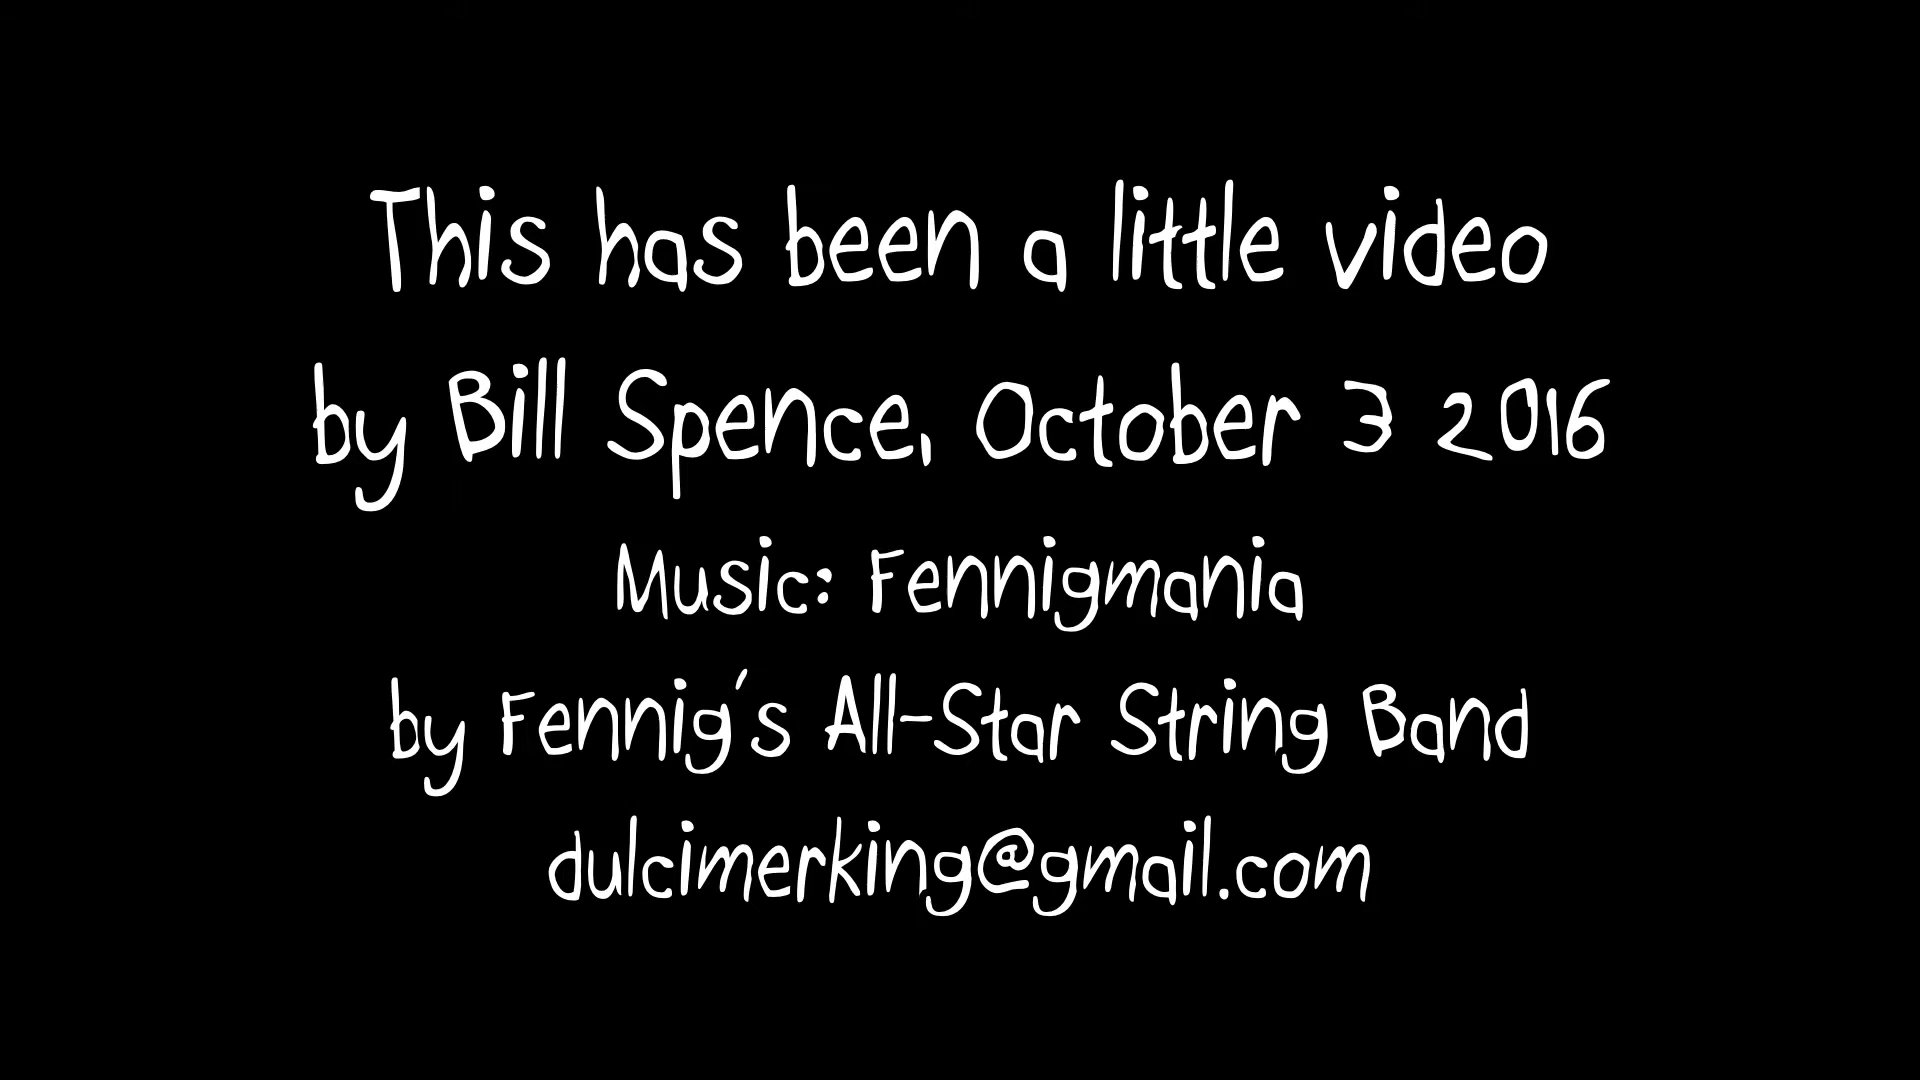 This has been a little video
by Bill Spence, October 3 2016
Music: Fennigmania
by Fennig's All-Star String Band
dulcimerking@gmail.com